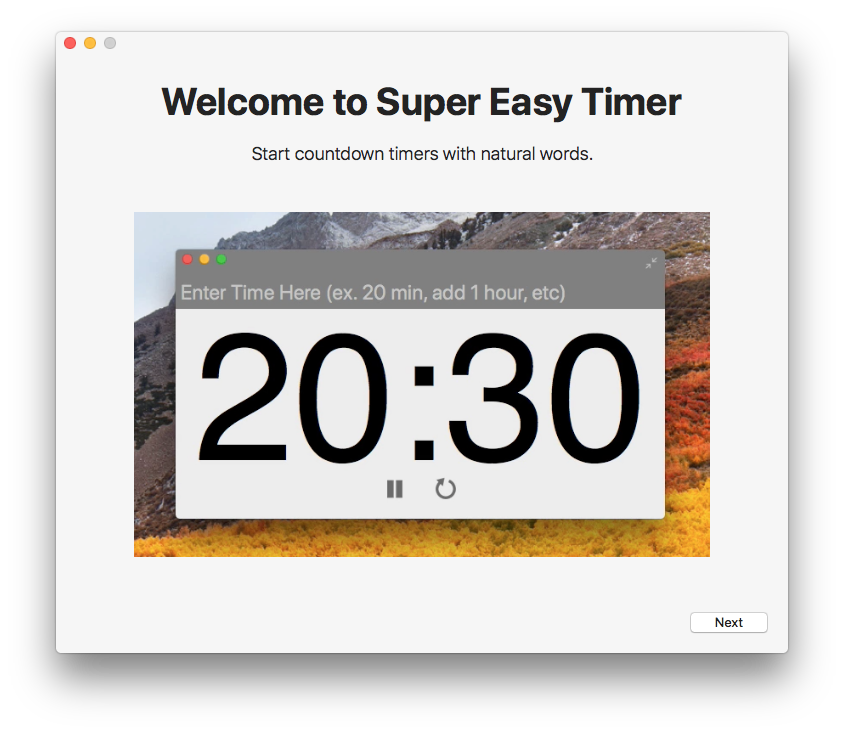 Welcome to Super Easy Timer
Start countdown timers with natural words.
Enter Time Here (ex. 20 min, add 1 hour, etc)
20:30
Next